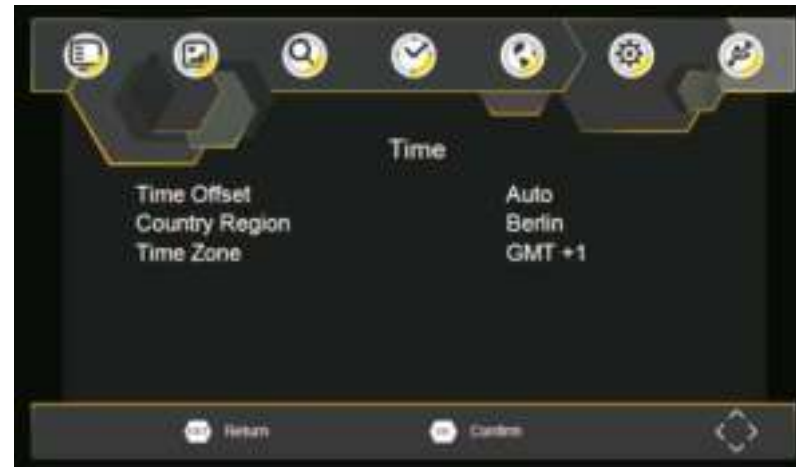 Time
Time Offset Auto
Country Region Berlin
Time Zone GMT +1
Return Confirm